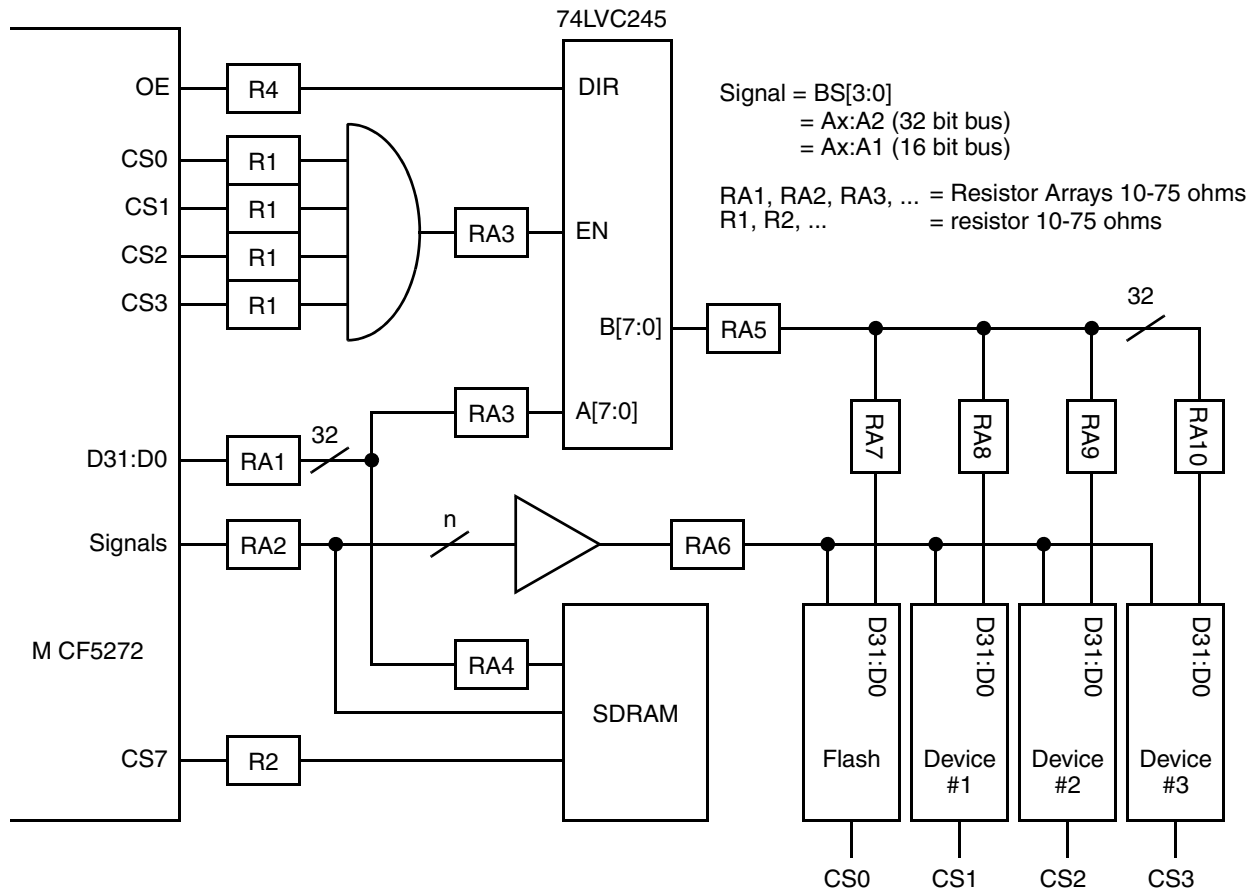 74LVC245
OE
R4
DIR
Signal = BS[3:0]
= Ax:A2 (32 bit bus)
= Ax:A1 (16 bit bus)
CS0
R1
CS1
R1
CS2
R1
CS3
R1
RA3
EN
RA1, RA2, RA3, ... = Resistor Arrays 10-75 ohms
R1, R2, ... = resistor 10-75 ohms
B[7:0]
RA5
32
RA3
A[7:0]
RA7
RA8
RA9
RA10
D31:D0
RA1
32
Signals
RA2
n
RA6
M CF5272
RA4
SDRAM
CS7
R2
D31:D0
D31:D0
D31:D0
D31:D0
Flash
Device
#1
Device
#2
Device
#3
CS0
CS1
CS2
CS3